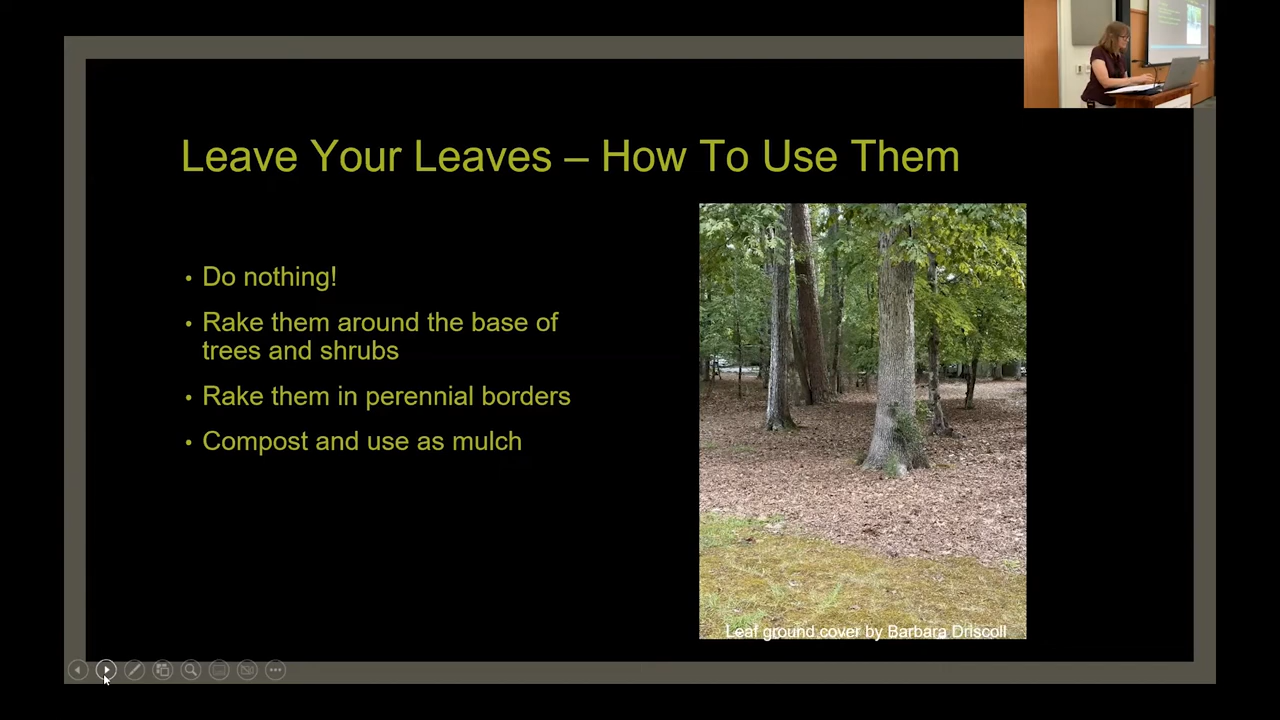 Leave Your Leaves – How To Use Them
• Do nothing!
• Rake them around the base of
trees and shrubs
• Rake them in perennial borders
• Compost and use as mulch
Leaf ground cover by Barbara Driscoll